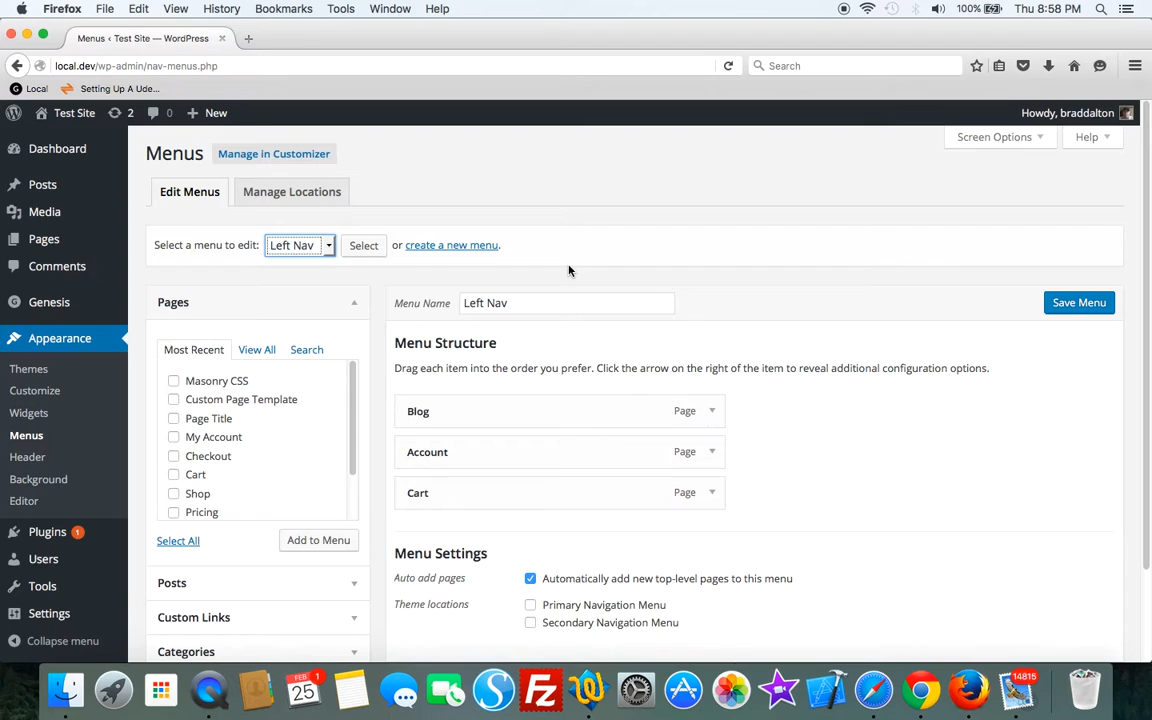 Firefox File Edit View History Bookmarks Tools Window Help 100% Thu 8:58 PM
Menus ‹ Test Site — WordPress
local.dev/wp-admin/nav-menus.php Search
Local Setting Up A Ude...
Test Site 2 0 New Howdy, braddalton
Screen Options Help
Menus Manage in Customizer
Edit Menus Manage Locations
Select a menu to edit: Left Nav Select or create a new menu.
Dashboard
Posts
Media
Pages
Comments
Genesis
Appearance
Themes
Customize
Widgets
Menus
Header
Background
Editor
Plugins 1
Users
Tools
Settings
Collapse menu
Pages
Most Recent View All Search
Masonry CSS
Custom Page Template
Page Title
My Account
Checkout
Cart
Shop
Pricing
Select All Add to Menu
Posts
Custom Links
Categories
Menu Name Left Nav Save Menu
Menu Structure
Drag each item into the order you prefer. Click the arrow on the right of the item to reveal additional configuration options.
Blog Page
Account Page
Cart Page
Menu Settings
Auto add pages Automatically add new top-level pages to this menu
Theme locations Primary Navigation Menu
Secondary Navigation Menu
FEB 1
25
14815